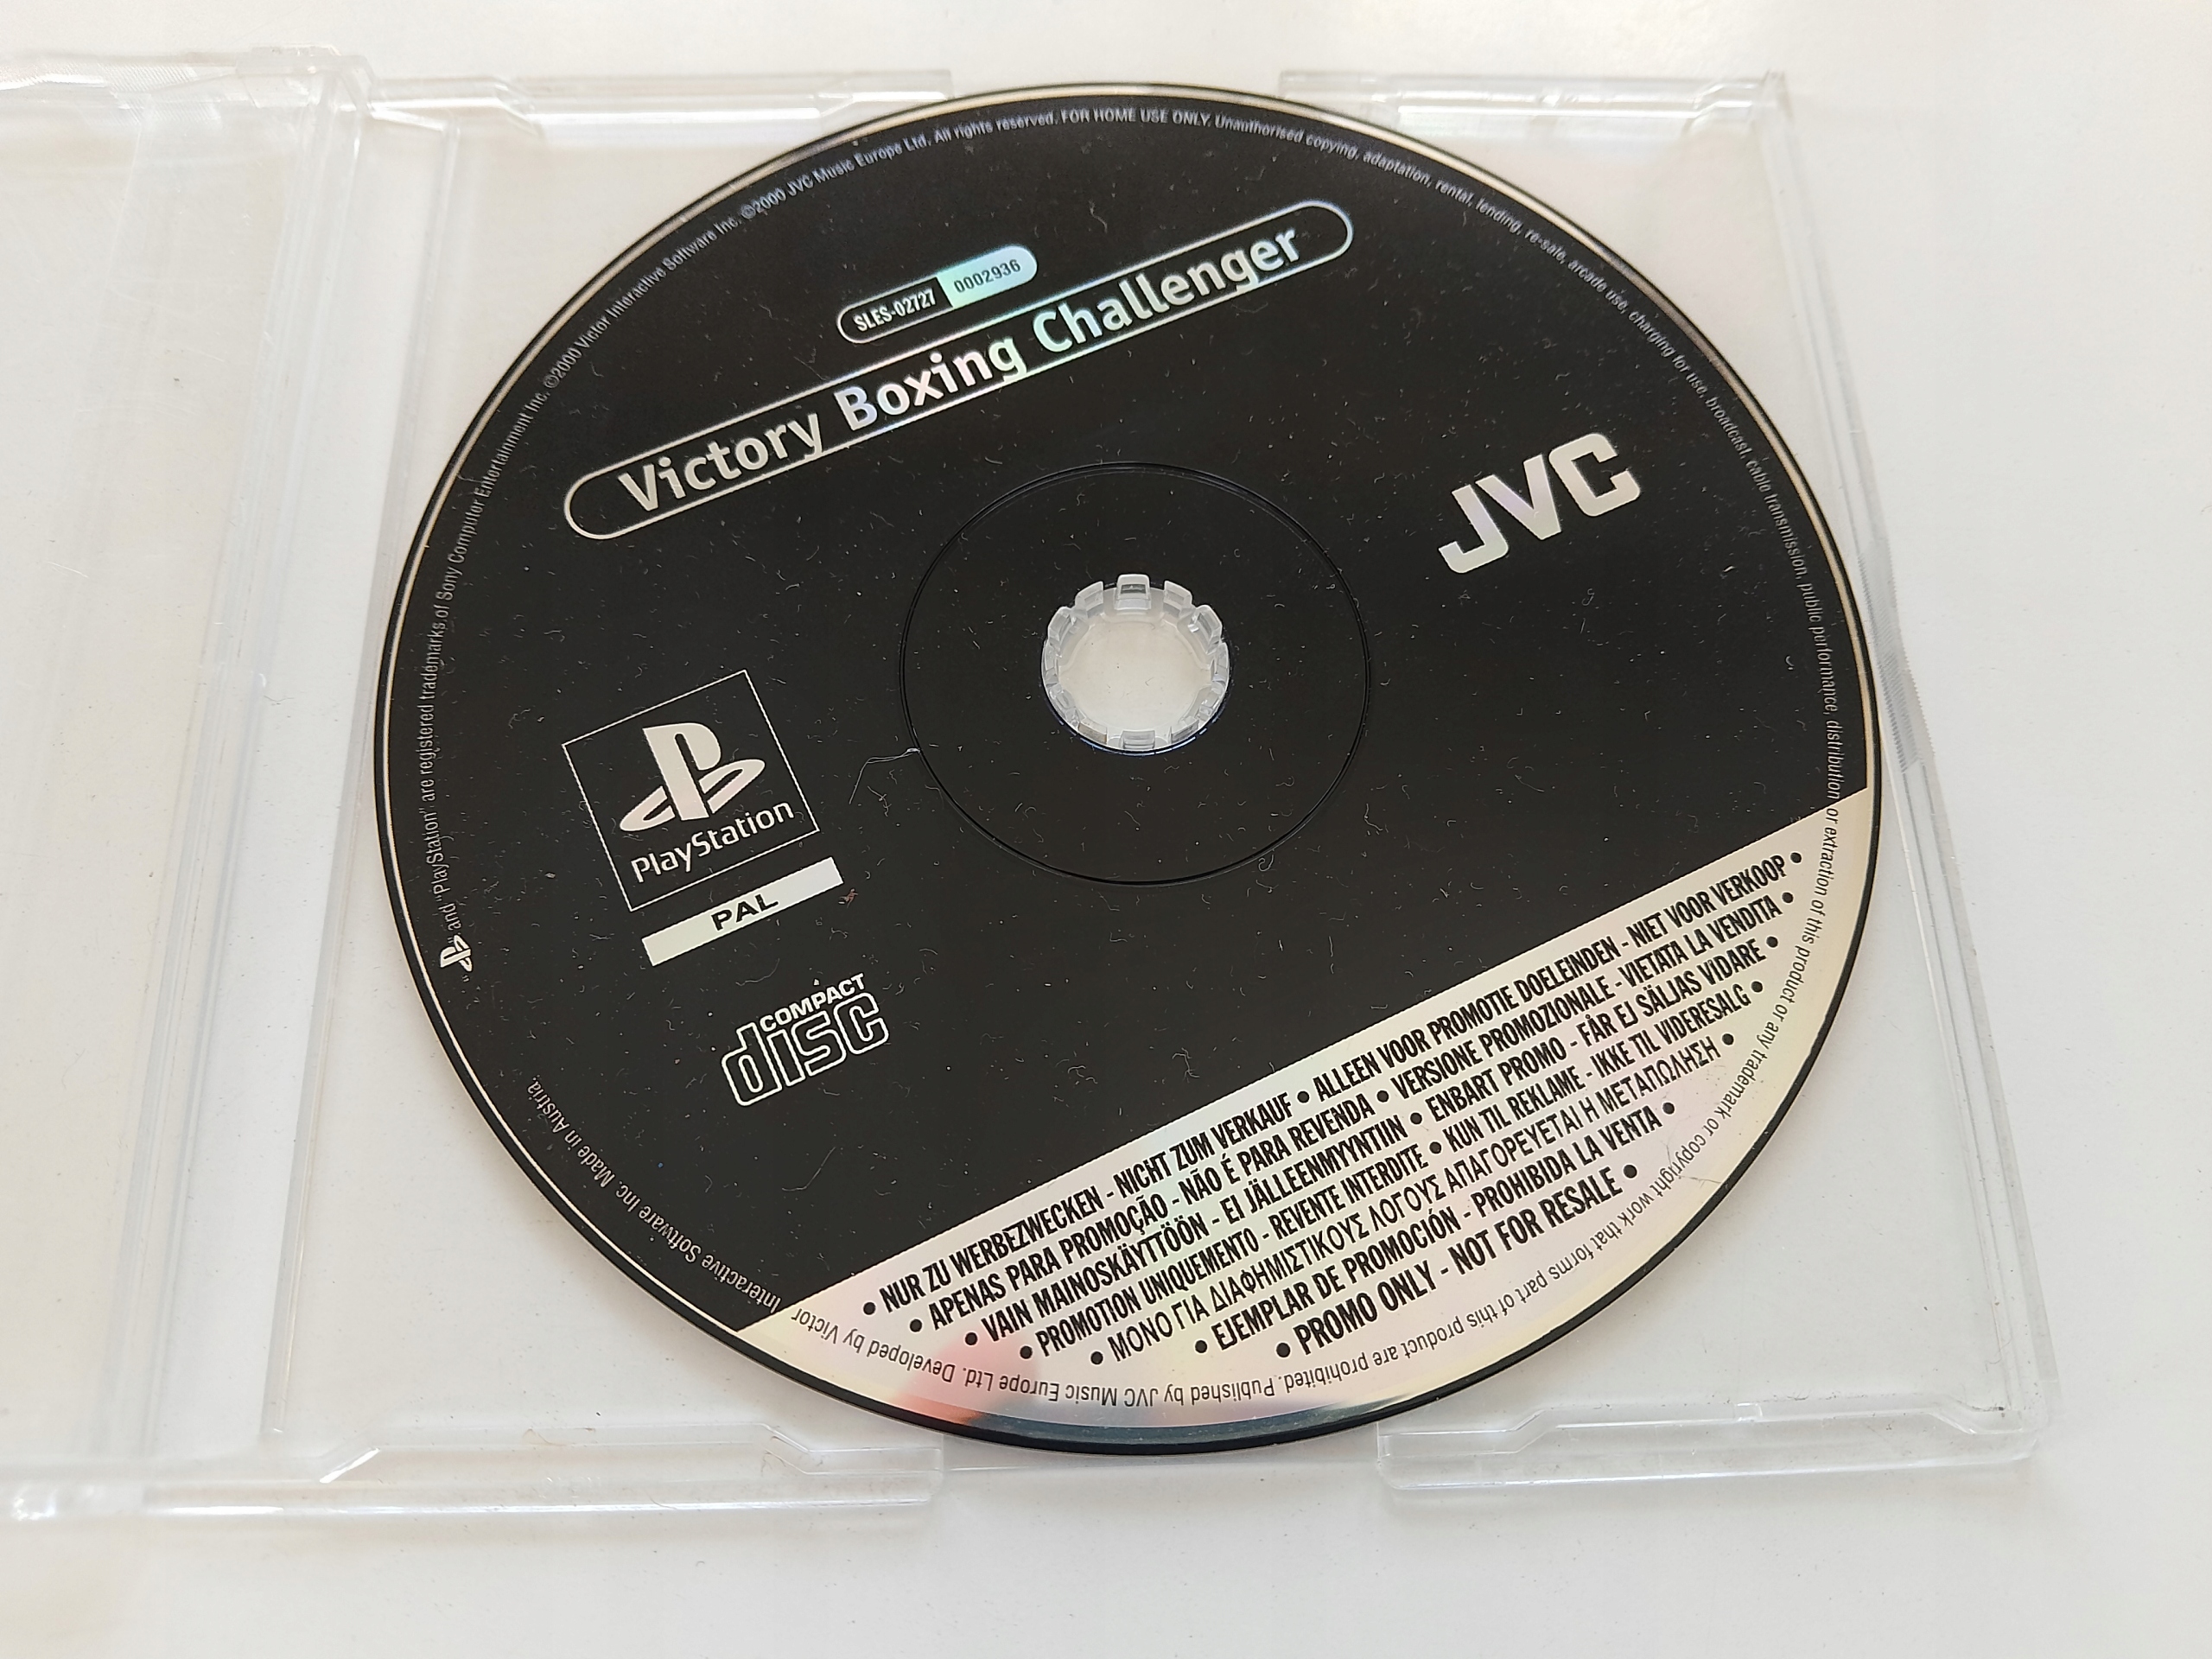 SLES-02727 0002936
Victory Boxing Challenger
JVC
PlayStation
PAL
COMPACT
disc
• NUR ZU WERBEZWECKEN - NICHT ZUM VERKAUF • ALLEEN VOOR PROMOTIE DOELEINDEN - NIET VOOR VERKOOP •
• APENAS PARA PROMOÇÃO - NÃO É PARA REVENDA • VERSIONE PROMOZIONALE - VIETATA LA VENDITA •
• VAIN MAINOSKÄYTTÖÖN - EI JÄLLEENMYYNTIIN • ENBART PROMO - FÅR EJ SÄLJAS VIDARE •
• PROMOTION UNIQUEMENTO - REVENTE INTERDITE • KUN TIL REKLAME - IKKE TIL VIDERESALG •
• ΜΟΝΟ ΓΙΑ ΔΙΑΦΗΜΙΣΤΙΚΟΥΣ ΛΟΓΟΥΣ ΑΠΑΓΟΡΕΥΕΤΑΙ Η ΜΕΤΑΠΩΛΗΣΗ •
• EJEMPLAR DE PROMOCIÓN - PROHIBIDA LA VENTA •
• PROMO ONLY - NOT FOR RESALE •
" " and "PlayStation" are registered trademarks of Sony Computer Entertainment Inc. ©2000 Victor Interactive Software Inc. ©2000 JVC Music Europe Ltd. All rights reserved. FOR HOME USE ONLY. Unauthorised copying, adaptation, rental, lending, re-sale, arcade use, charging for use, broadcast, cable transmission, public performance, distribution or extraction of this product or any trademark or copyright work that forms part of this product are prohibited. Published by JVC Music Europe Ltd. Developed by Victor Interactive Software Inc. Made in Austria.